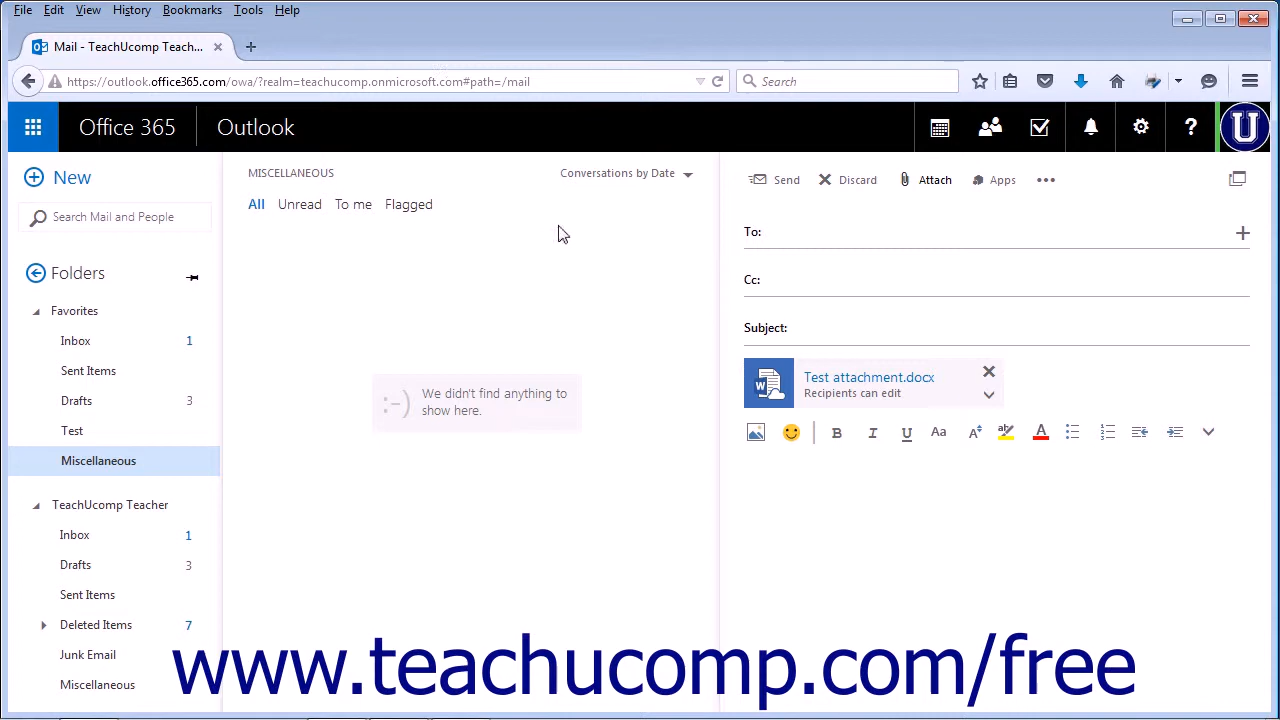 File Edit View History Bookmarks Tools Help
Mail - TeachUcomp Teach...
https://outlook.office365.com/owa/?realm=teachucomp.onmicrosoft.com#path=/mail
Search
Office 365 Outlook
New
Search Mail and People
Folders
Favorites
Inbox 1
Sent Items
Drafts 3
Test
Miscellaneous
TeachUcomp Teacher
Inbox 1
Drafts 3
Sent Items
Deleted Items 7
Junk Email
Miscellaneous
MISCELLANEOUS
Conversations by Date
All Unread To me Flagged
:-)
We didn't find anything to
show here.
Send Discard Attach Apps
To:
Cc:
Subject:
Test attachment.docx
Recipients can edit
B I U Aa A ab A
www.teachucomp.com/free